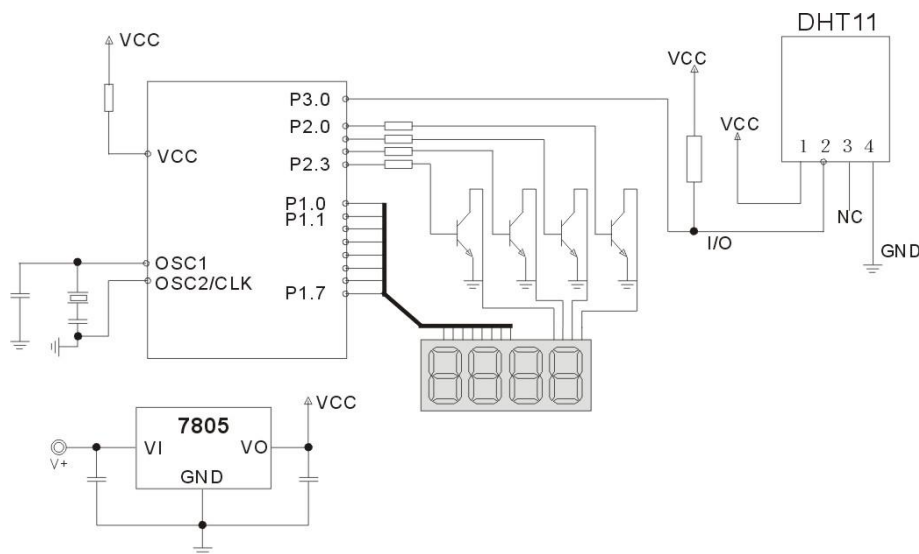 DHT11
VCC
VCC
P3.0
P2.0
VCC
VCC
P2.3
1 2 3 4
P1.0
P1.1
NC
I/O
GND
OSC1
OSC2/CLK
P1.7
VCC
7805
VI
VO
V+
GND